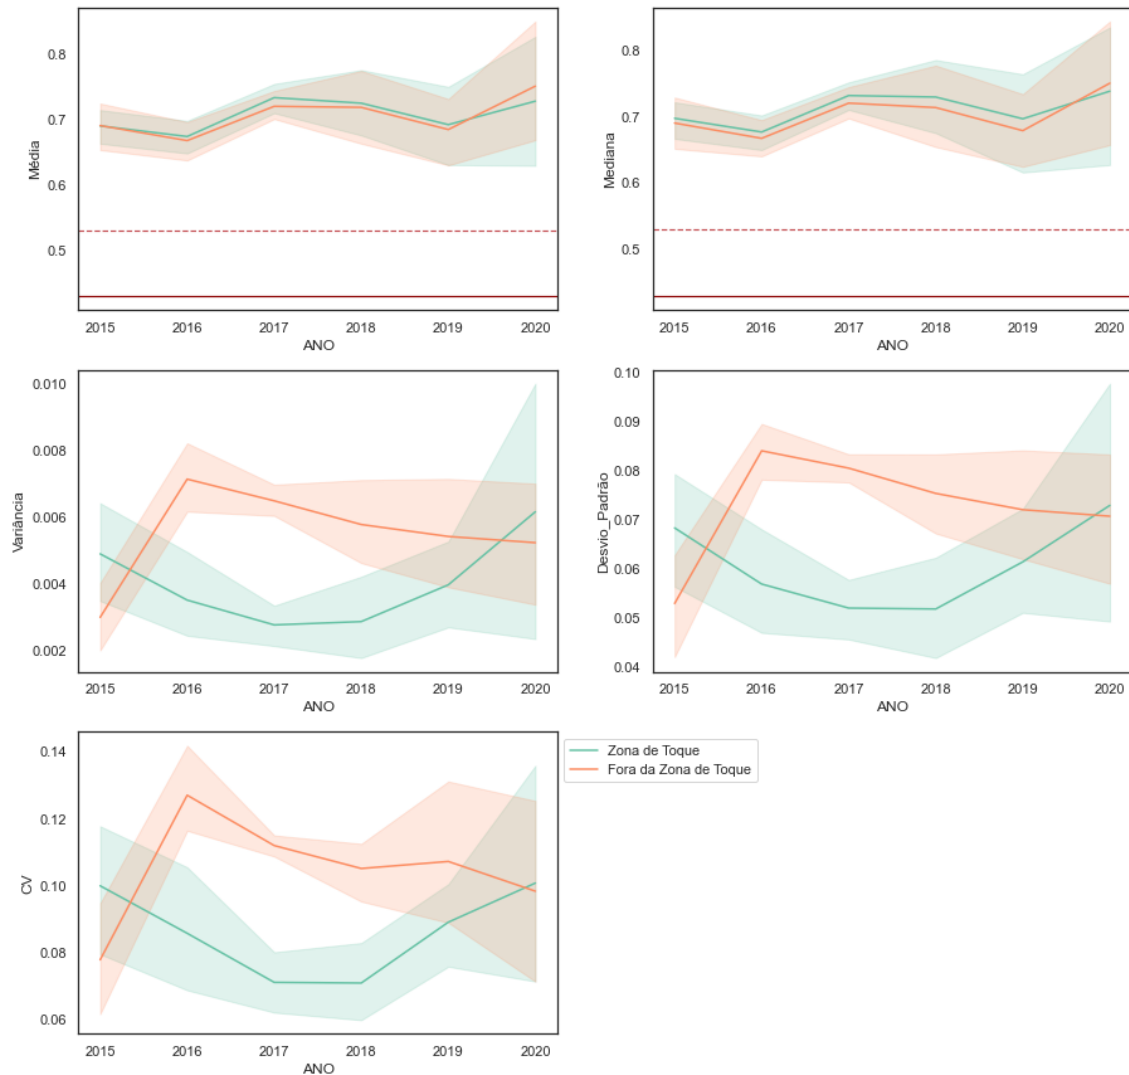 0.8
0.7
0.6
0.5
Média
2015 2016 2017 2018 2019 2020
ANO
0.8
0.7
0.6
0.5
Mediana
2015 2016 2017 2018 2019 2020
ANO
0.010
0.008
0.006
0.004
0.002
Variância
2015 2016 2017 2018 2019 2020
ANO
0.10
0.09
0.08
0.07
0.06
0.05
0.04
Desvio_Padrão
2015 2016 2017 2018 2019 2020
ANO
0.14
0.12
0.10
0.08
0.06
CV
2015 2016 2017 2018 2019 2020
ANO
Zona de Toque
Fora da Zona de Toque